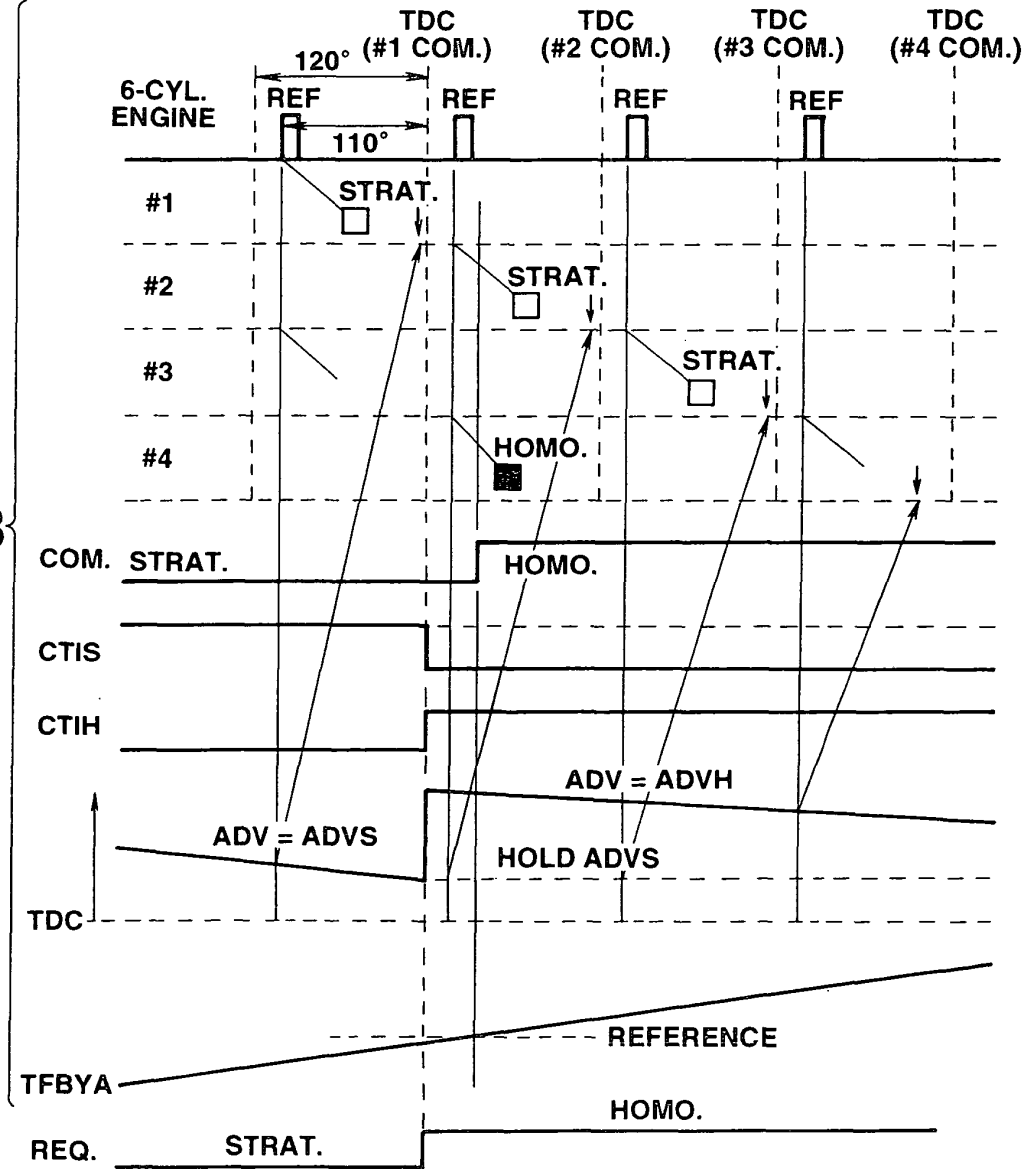 TDC TDC TDC TDC
(#1 COM.) (#2 COM.) (#3 COM.) (#4 COM.)
120°
6-CYL.
ENGINE
REF REF REF REF
110°
#1 STRAT.
#2 STRAT.
#3 STRAT.
#4 HOMO.
COM. STRAT. HOMO.
CTIS
CTIH
ADV = ADVH
ADV = ADVS
HOLD ADVS
TDC
REFERENCE
TFBYA
HOMO.
REQ. STRAT.